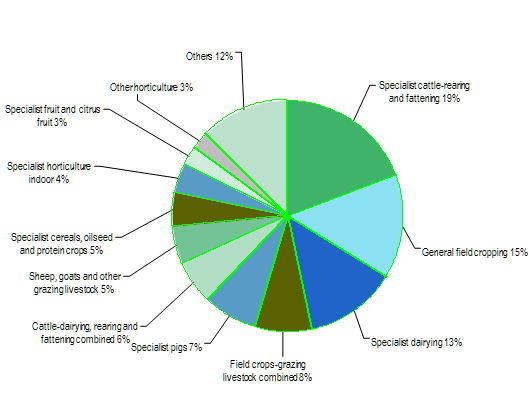 Others 12%
Specialist cattle-rearing
and fattening 19%
General field cropping 15%
Specialist dairying 13%
Field crops-grazing
livestock combined 8%
Specialist pigs 7%
Cattle-dairying, rearing and
fattening combined 6%
Sheep, goats and other
grazing livestock 5%
Specialist cereals, oilseed
and protein crops 5%
Specialist horticulture
indoor 4%
Specialist fruit and citrus
fruit 3%
Other horticulture 3%